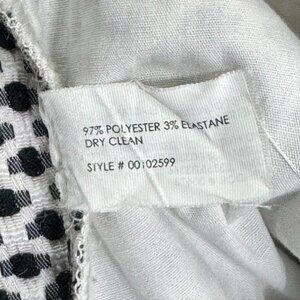 97% POLYESTER 3% ELASTANE
DRY CLEAN
STYLE # 00102599